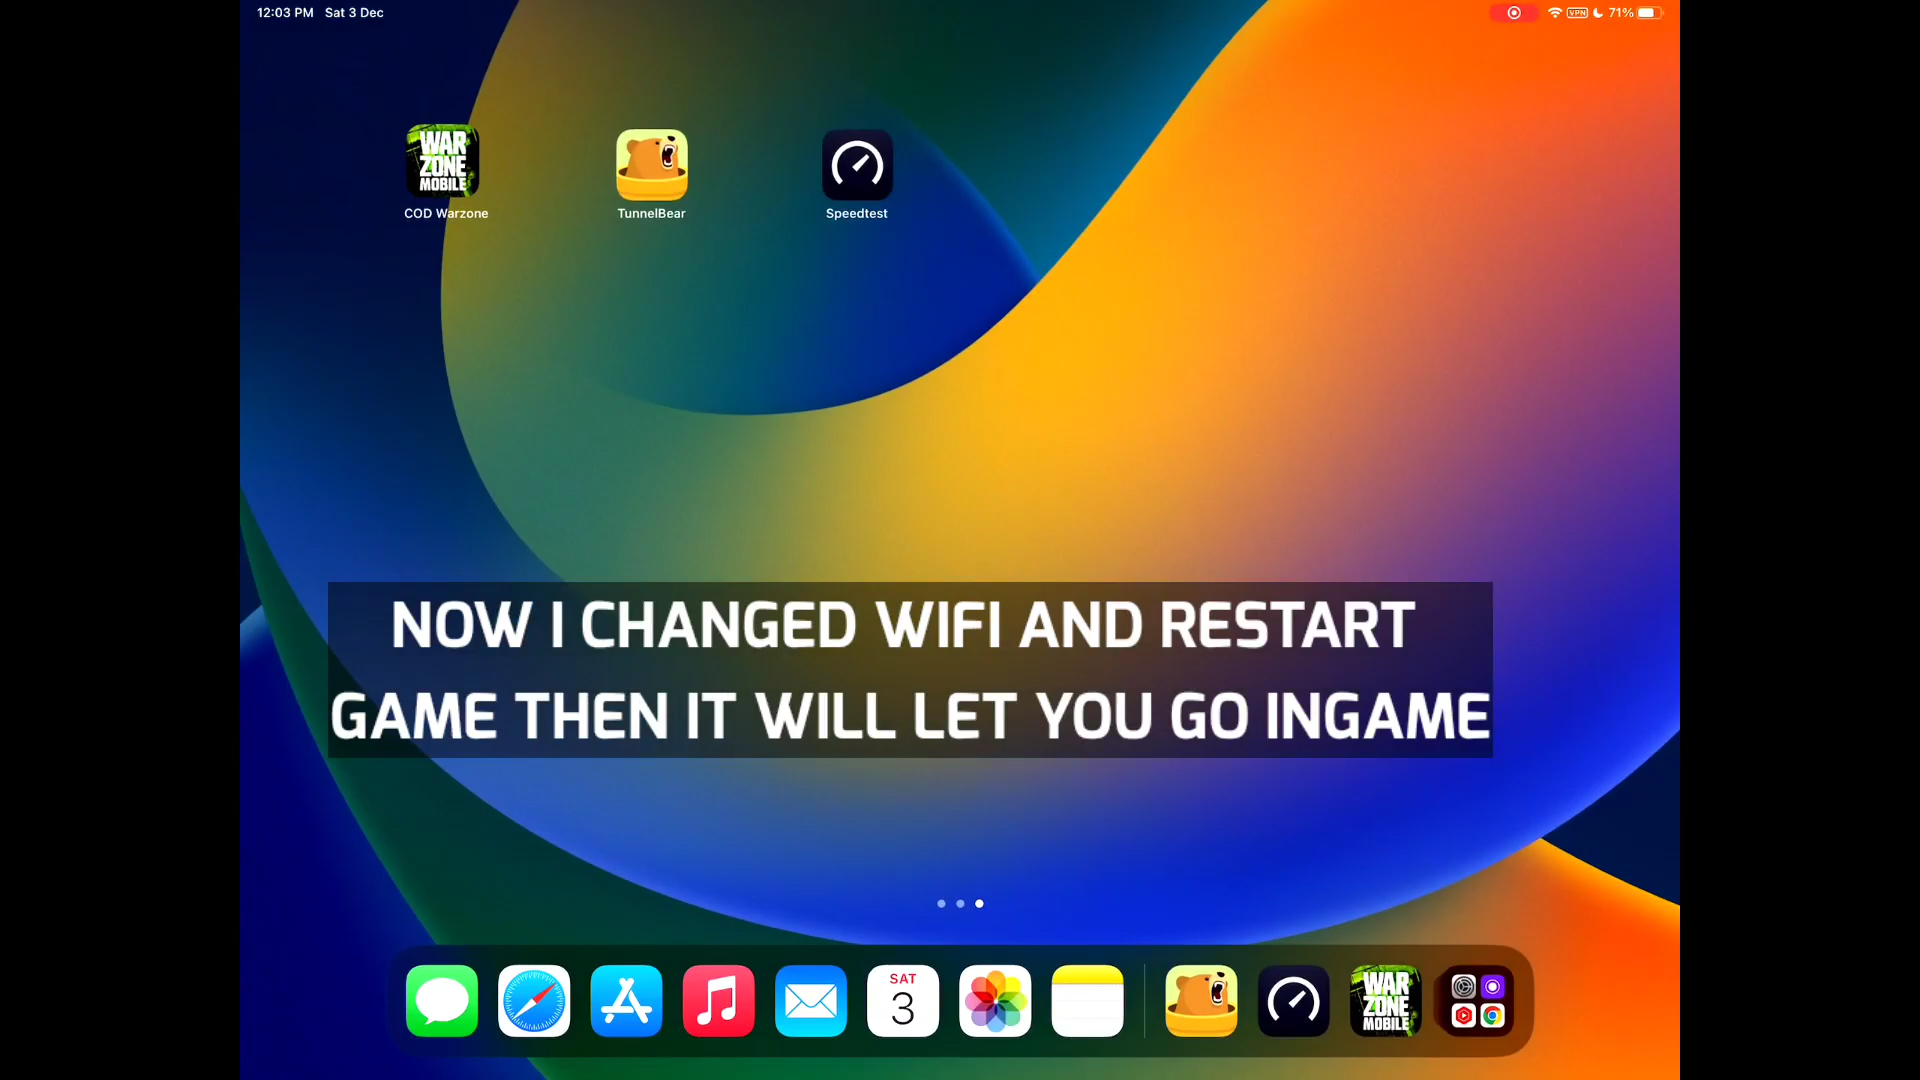 12:03 PM Sat 3 Dec
VPN 71%
WAR
ZONE
MOBILE
COD Warzone
TunnelBear
Speedtest
NOW I CHANGED WIFI AND RESTART
GAME THEN IT WILL LET YOU GO INGAME
SAT
3
WAR
ZONE
MOBILE